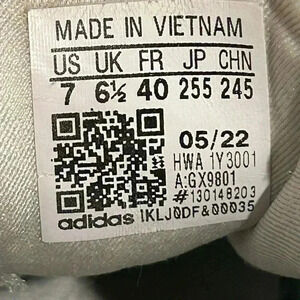 MADE IN VIETNAM
US UK FR JP CHN
7 6½ 40 255 245
05/22
HWA 1Y3001
A:GX9801
#130148203
adidas IKLJ0DF&00035